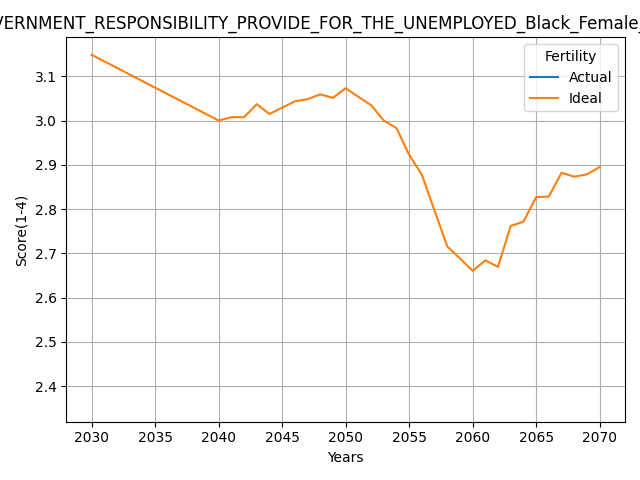 VERNMENT_RESPONSIBILITY_PROVIDE_FOR_THE_UNEMPLOYED_Black_Female_
Fertility
Actual
Ideal
Score(1-4)
3.1
3.0
2.9
2.8
2.7
2.6
2.5
2.4
2030 2035 2040 2045 2050 2055 2060 2065 2070
Years